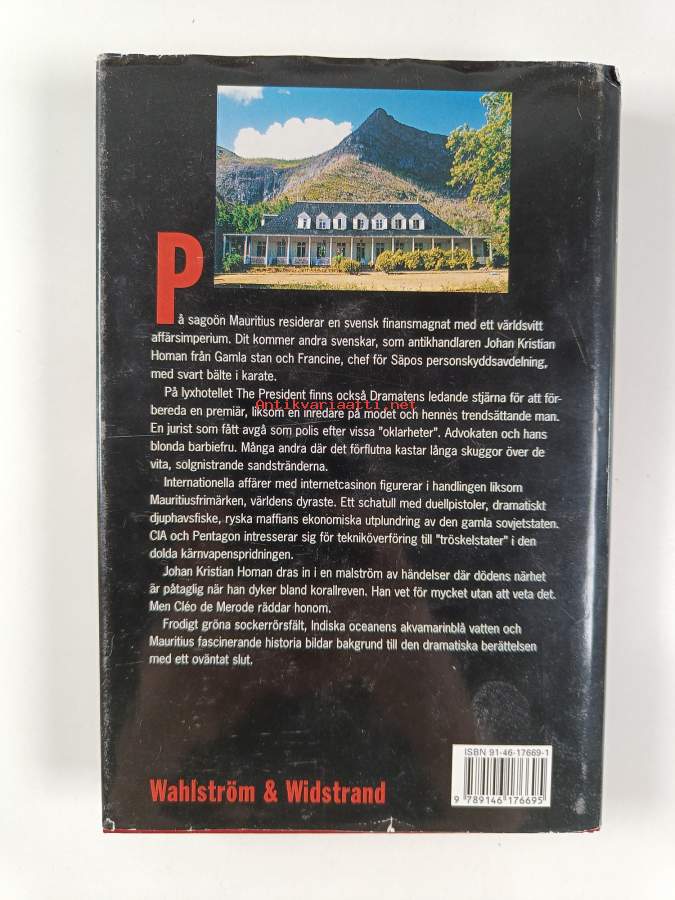 På sagoön Mauritius residerar en svensk finansmagnat med ett världsvitt
affärsimperium. Dit kommer andra svenskar, som antikhandlaren Johan Kristian
Homan från Gamla stan och Francine, chef för Säpos personskyddsavdelning,
med svart bälte i karate.
På lyxhotellet The President finns också Dramatens ledande stjärna för att för-
bereda en premiär, liksom en inredare på modet och hennes trendsättande man.
Antikvariaatti.net
En jurist som fått avgå som polis efter vissa "oklarheter". Advokaten och hans
blonda barbiefru. Många andra där det förflutna kastar långa skuggor över de
vita, solgnistrande sandstränderna.
Internationella affärer med internetcasinon figurerar i handlingen liksom
Mauritiusfrimärken, världens dyraste. Ett schatull med duellpistoler, dramatiskt
djuphavsfiske, ryska maffians ekonomiska utplundring av den gamla sovjetstaten.
CIA och Pentagon intresserar sig för tekniköverföring till "tröskelstater" i den
dolda kärnvapenspridningen.
Johan Kristian Homan dras in i en malström av händelser där dödens närhet
är påtaglig när han dyker bland korallreven. Han vet för mycket utan att veta det.
Men Cléo de Merode räddar honom.
Frodigt gröna sockerrörsfält, Indiska oceanens akvamarinblå vatten och
Mauritius fascinerande historia bildar bakgrund till den dramatiska berättelsen
med ett oväntat slut.
ISBN 91-46-17669-1
9 789146 176695
Wahlström & Widstrand